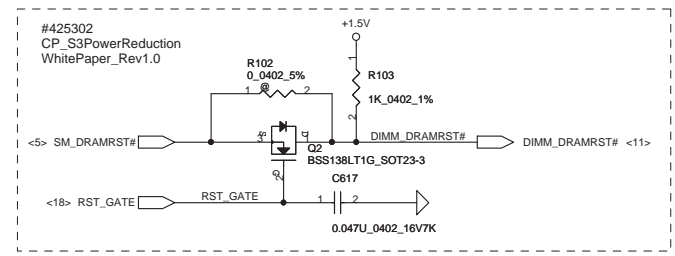 #425302
CP_S3PowerReduction
WhitePaper_Rev1.0
+1.5V
R102
0_0402_5%
1 @ 2
1
R103
1K_0402_1%
2
<5> SM_DRAMRST#
3 S D 1
DIMM_DRAMRST#
DIMM_DRAMRST# <11>
Q2
BSS138LT1G_SOT23-3
G 2
C617
<18> RST_GATE
RST_GATE
1 2
0.047U_0402_16V7K